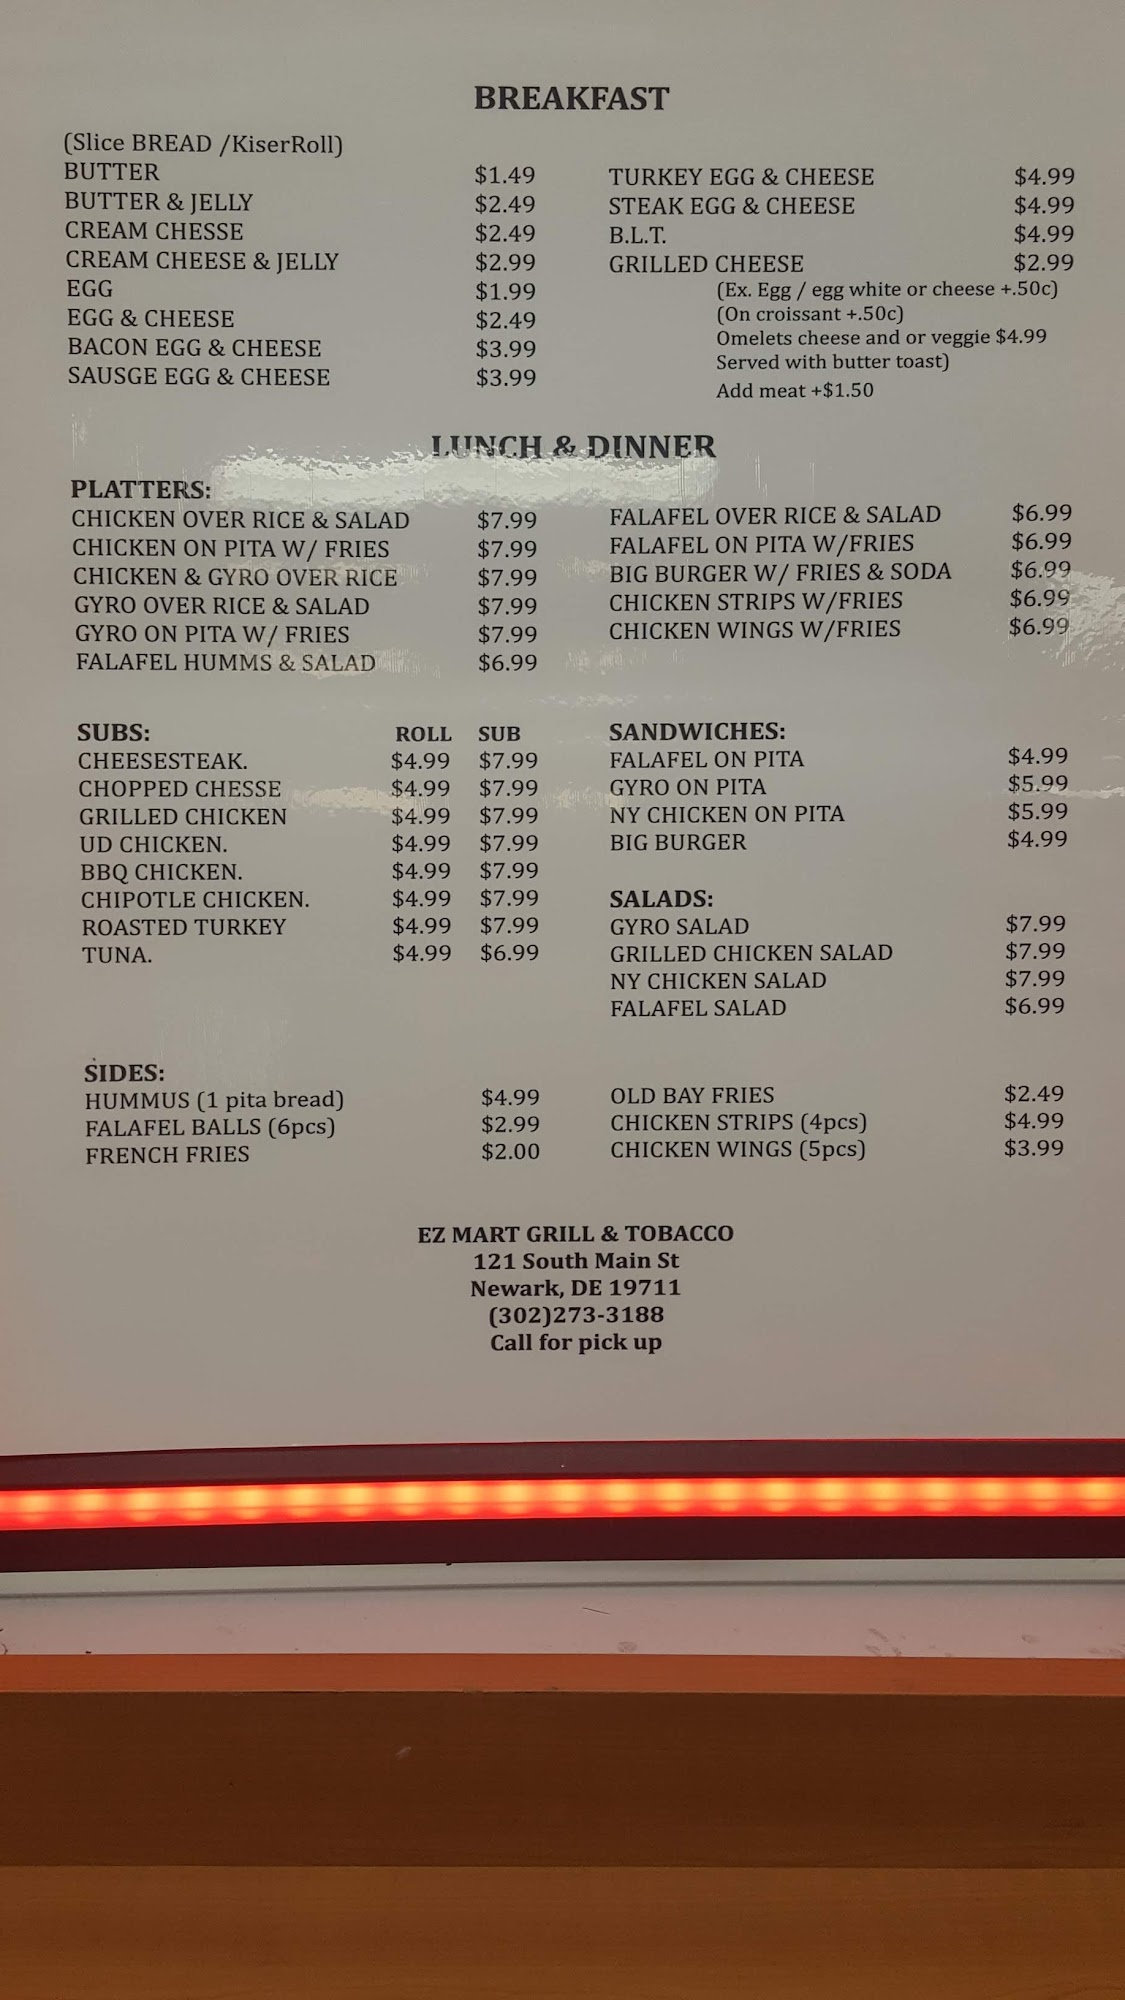 BREAKFAST
(Slice BREAD /KiserRoll)
BUTTER $1.49
BUTTER & JELLY $2.49
CREAM CHESSE $2.49
CREAM CHEESE & JELLY $2.99
EGG $1.99
EGG & CHEESE $2.49
BACON EGG & CHEESE $3.99
SAUSGE EGG & CHEESE $3.99
TURKEY EGG & CHEESE $4.99
STEAK EGG & CHEESE $4.99
B.L.T. $4.99
GRILLED CHEESE $2.99
(Ex. Egg / egg white or cheese +.50c)
(On croissant +.50c)
Omelets cheese and or veggie $4.99
Served with butter toast)
Add meat +$1.50
LUNCH & DINNER
PLATTERS:
CHICKEN OVER RICE & SALAD $7.99
CHICKEN ON PITA W/ FRIES $7.99
CHICKEN & GYRO OVER RICE $7.99
GYRO OVER RICE & SALAD $7.99
GYRO ON PITA W/ FRIES $7.99
FALAFEL HUMMS & SALAD $6.99
FALAFEL OVER RICE & SALAD $6.99
FALAFEL ON PITA W/FRIES $6.99
BIG BURGER W/ FRIES & SODA $6.99
CHICKEN STRIPS W/FRIES $6.99
CHICKEN WINGS W/FRIES $6.99
SUBS: ROLL SUB
CHEESESTEAK. $4.99 $7.99
CHOPPED CHESSE $4.99 $7.99
GRILLED CHICKEN $4.99 $7.99
UD CHICKEN. $4.99 $7.99
BBQ CHICKEN. $4.99 $7.99
CHIPOTLE CHICKEN. $4.99 $7.99
ROASTED TURKEY $4.99 $7.99
TUNA. $4.99 $6.99
SANDWICHES:
FALAFEL ON PITA $4.99
GYRO ON PITA $5.99
NY CHICKEN ON PITA $5.99
BIG BURGER $4.99
SALADS:
GYRO SALAD $7.99
GRILLED CHICKEN SALAD $7.99
NY CHICKEN SALAD $7.99
FALAFEL SALAD $6.99
SIDES:
HUMMUS (1 pita bread) $4.99
FALAFEL BALLS (6pcs) $2.99
FRENCH FRIES $2.00
OLD BAY FRIES $2.49
CHICKEN STRIPS (4pcs) $4.99
CHICKEN WINGS (5pcs) $3.99
EZ MART GRILL & TOBACCO
121 South Main St
Newark, DE 19711
(302)273-3188
Call for pick up